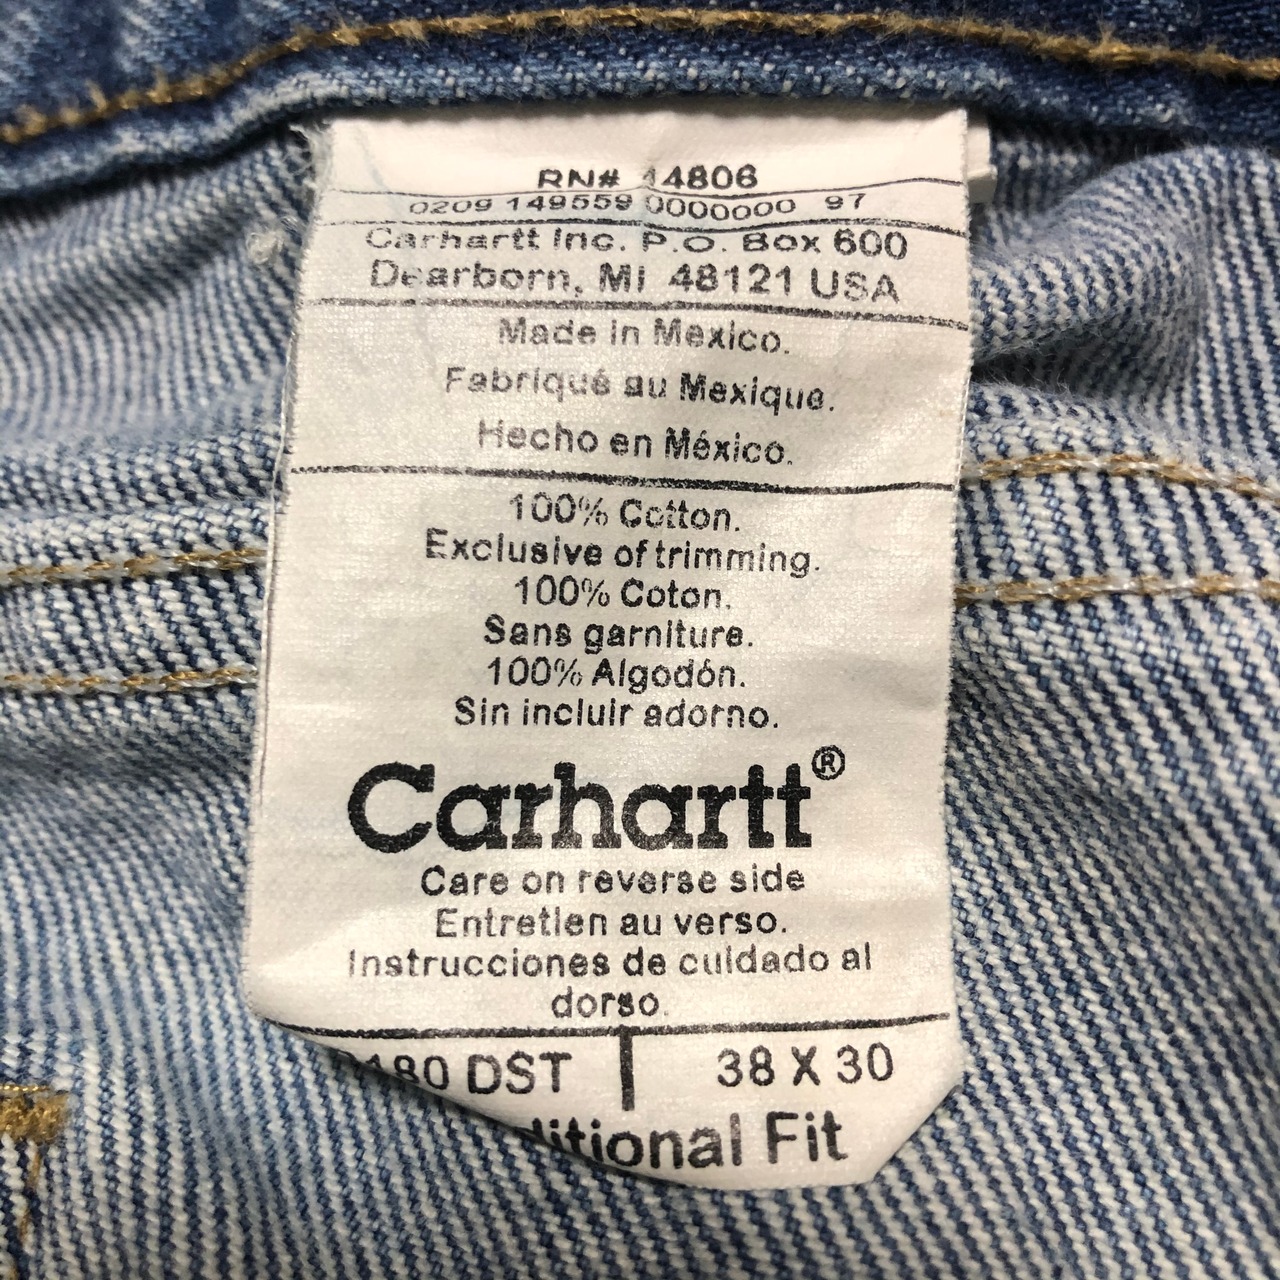 RN# 14806
0209 149559 0000000 97
Carhartt Inc. P.O. Box 600
Dearborn, MI 48121 USA
Made in Mexico.
Fabriqué au Mexique.
Hecho en México.
100% Cotton.
Exclusive of trimming.
100% Coton.
Sans garniture.
100% Algodón.
Sin incluir adorno.
Carhartt®
Care on reverse side
Entretien au verso.
Instrucciones de cuidado al
dorso.
DST 38 X 30
Fit